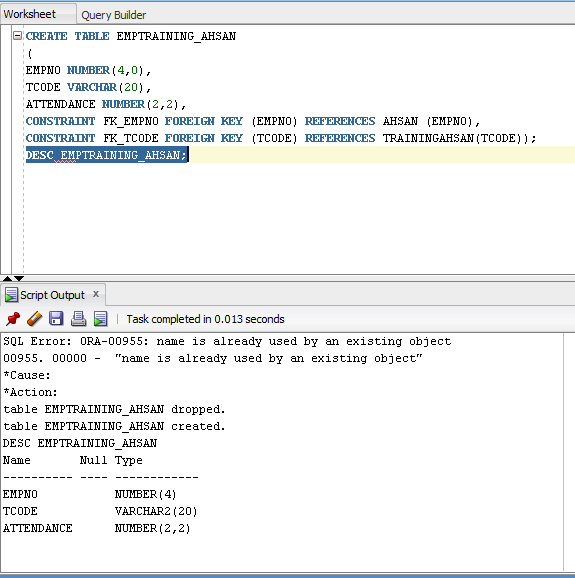 Worksheet Query Builder
CREATE TABLE EMPTRAINING_AHSAN
(
EMPNO NUMBER(4,0),
TCODE VARCHAR(20),
ATTENDANCE NUMBER(2,2),
CONSTRAINT FK_EMPNO FOREIGN KEY (EMPNO) REFERENCES AHSAN (EMPNO),
CONSTRAINT FK_TCODE FOREIGN KEY (TCODE) REFERENCES TRAININGAHSAN(TCODE));
DESC EMPTRAINING_AHSAN;
Script Output x
Task completed in 0.013 seconds
SQL Error: ORA-00955: name is already used by an existing object
00955. 00000 - "name is already used by an existing object"
*Cause:
*Action:
table EMPTRAINING_AHSAN dropped.
table EMPTRAINING_AHSAN created.
DESC EMPTRAINING_AHSAN
Name Null Type
---------- ---- ------------
EMPNO NUMBER(4)
TCODE VARCHAR2(20)
ATTENDANCE NUMBER(2,2)